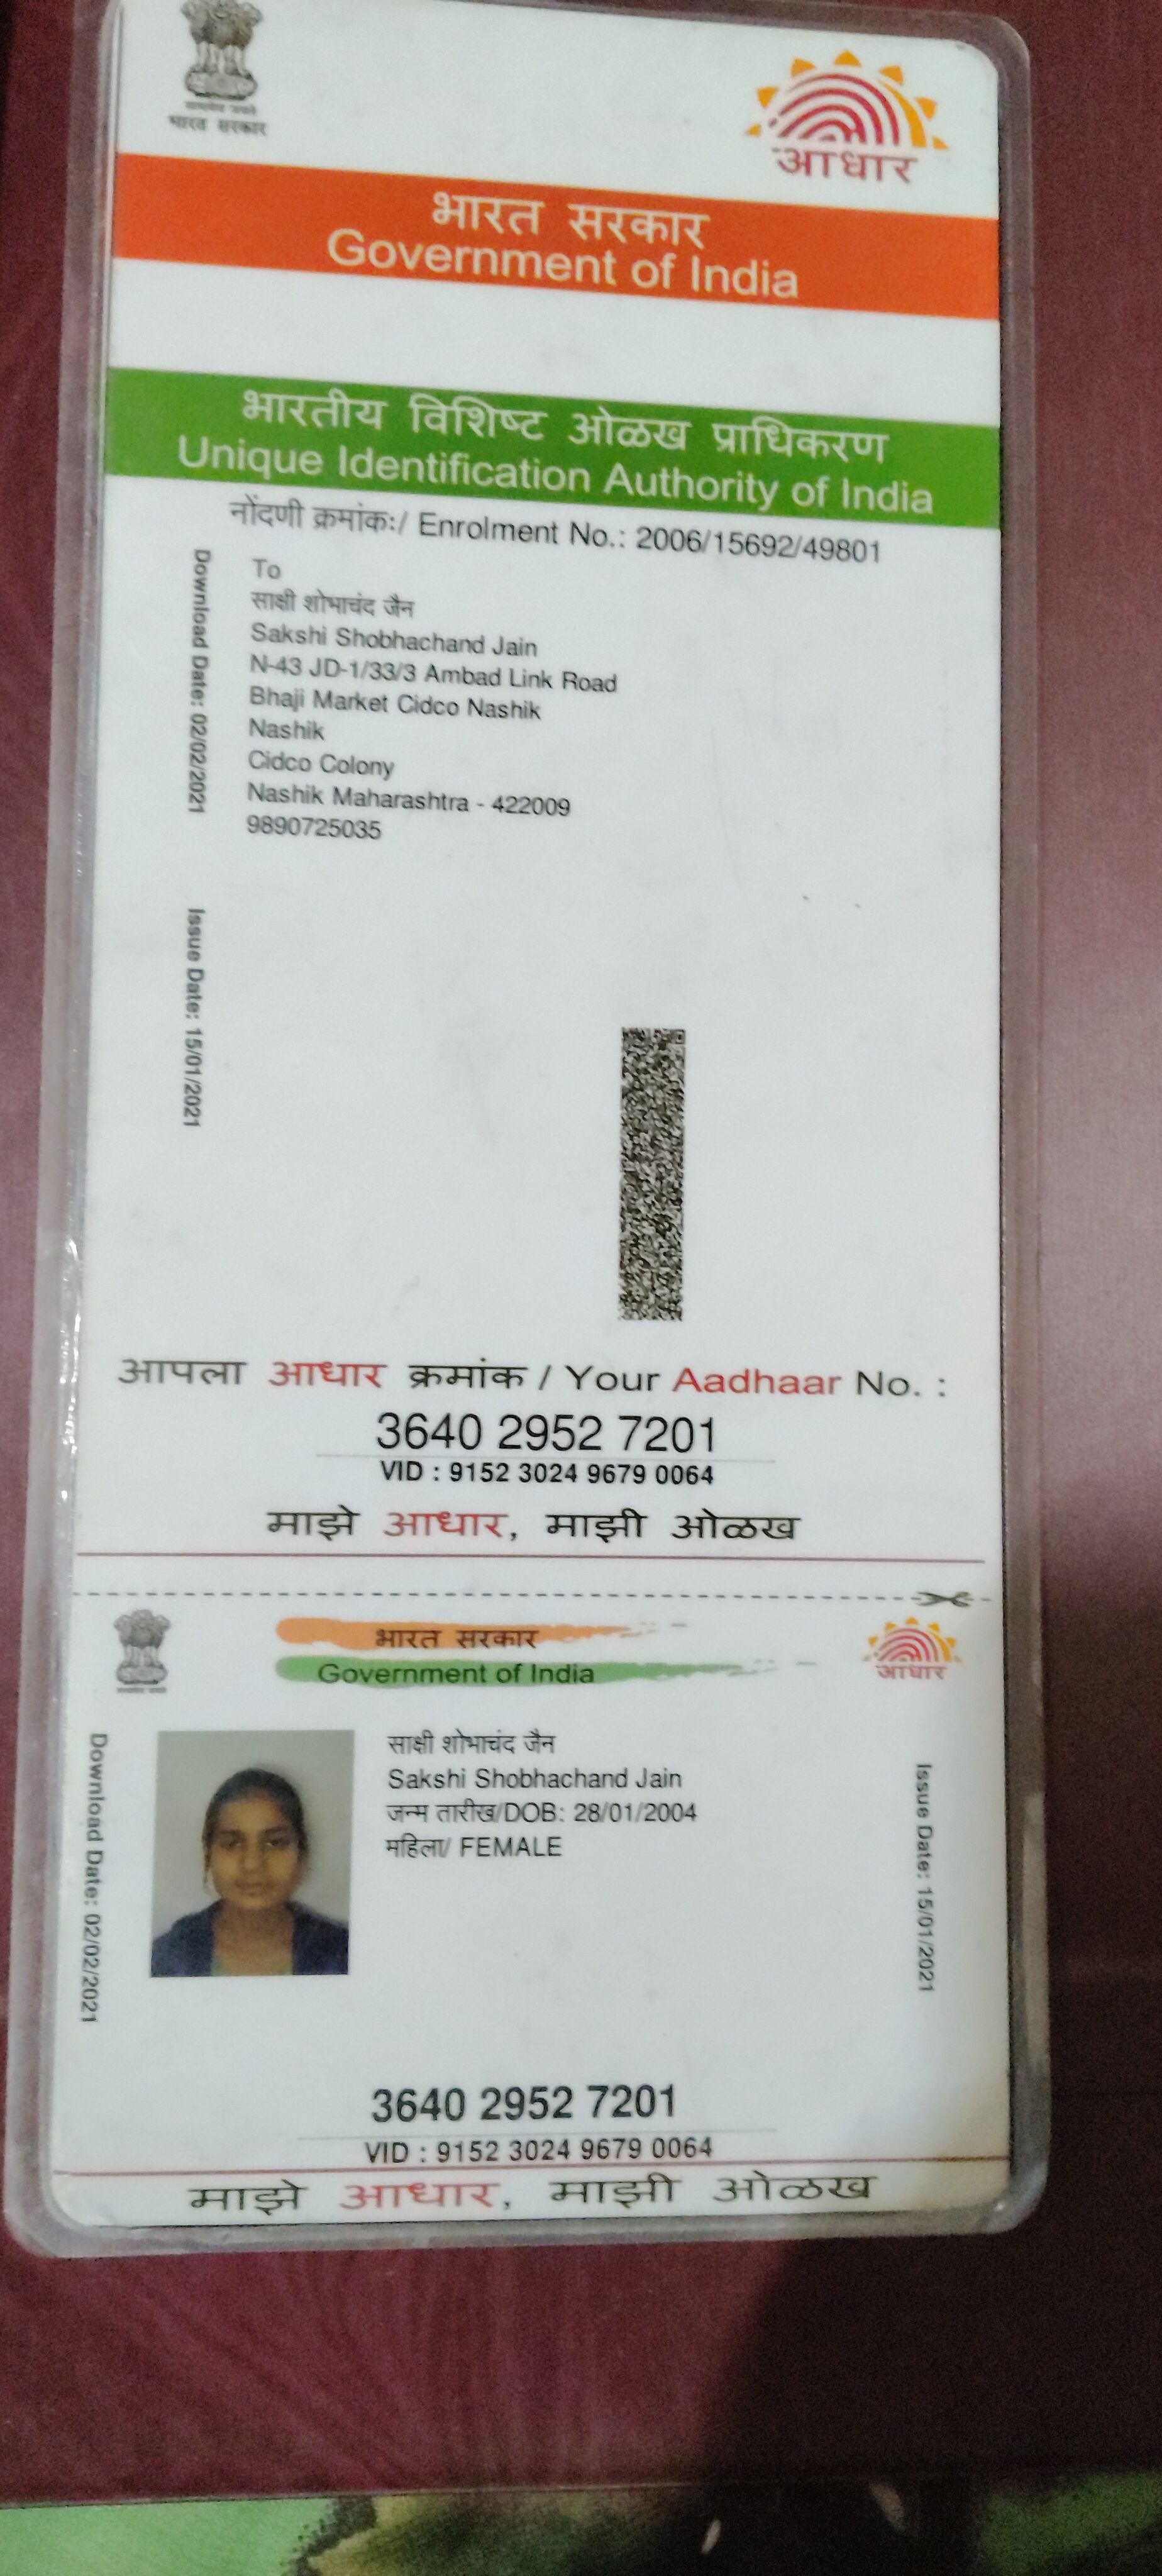 भारत सरकार
आधार
भारत सरकार
Government of India
भारतीय विशिष्ट ओळख प्राधिकरण
Unique Identification Authority of India
नोंदणी क्रमांक:/ Enrolment No.: 2006/15692/49801
Download Date: 02/02/2021
To
साक्षी शोभाचंद जैन
Sakshi Shobhachand Jain
N-43 JD-1/33/3 Ambad Link Road
Bhaji Market Cidco Nashik
Nashik
Cidco Colony
Nashik Maharashtra - 422009
9890725035
Issue Date: 15/01/2021
आपला आधार क्रमांक / Your Aadhaar No. :
3640 2952 7201
VID : 9152 3024 9679 0064
माझे आधार, माझी ओळख
भारत सरकार
Government of India
आधार
Download Date: 02/02/2021
साक्षी शोभाचंद जैन
Sakshi Shobhachand Jain
जन्म तारीख/DOB: 28/01/2004
महिला/ FEMALE
Issue Date: 15/01/2021
3640 2952 7201
VID : 9152 3024 9679 0064
माझे आधार, माझी ओळख